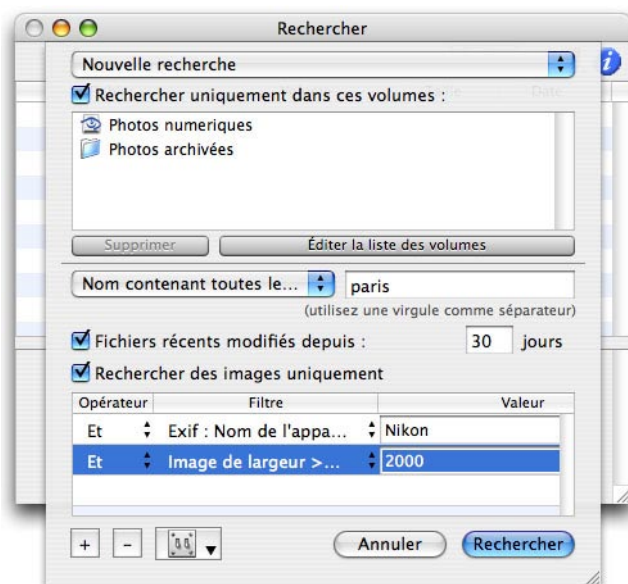 Rechercher
Nouvelle recherche
Rechercher uniquement dans ces volumes :
Photos numeriques
Photos archivées
Supprimer Éditer la liste des volumes
Nom contenant toutes le... paris
(utilisez une virgule comme séparateur)
Fichiers récents modifiés depuis : 30 jours
Rechercher des images uniquement
Opérateur Filtre Valeur
Et Exif : Nom de l'appa... Nikon
Et Image de largeur >... 2000
+ - Annuler Rechercher